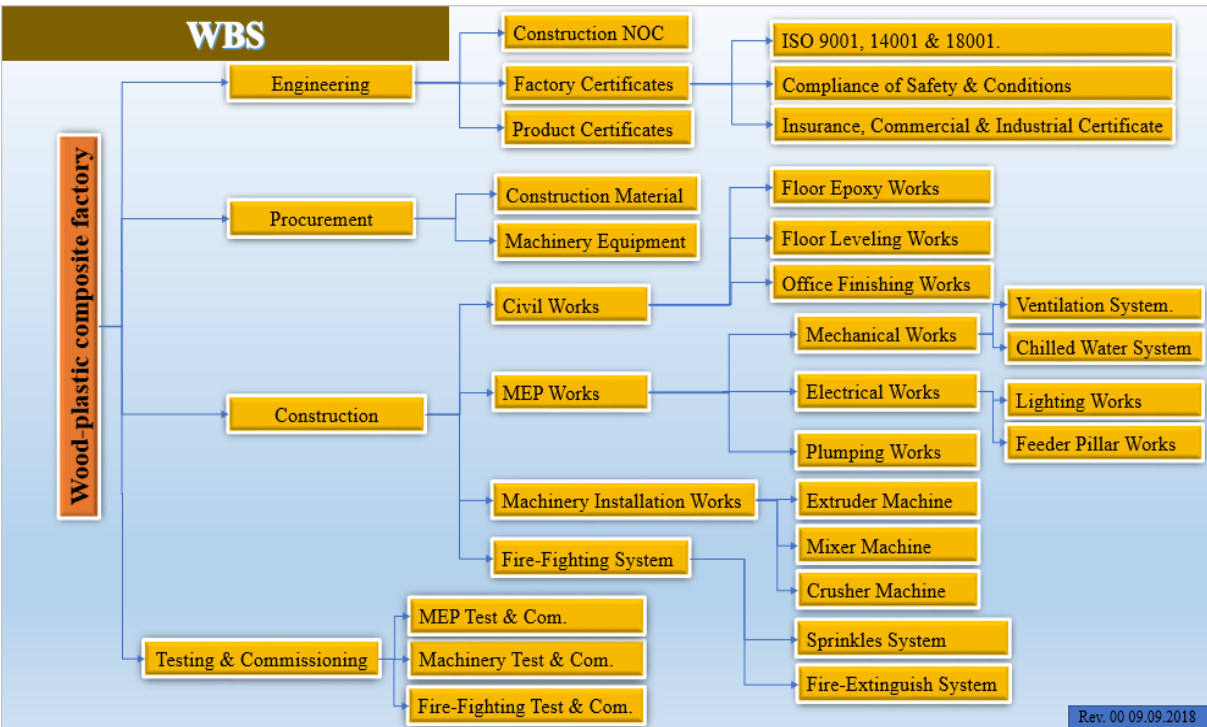 WBS
Wood-plastic composite factory
Engineering
Construction NOC
Factory Certificates
Product Certificates
ISO 9001, 14001 & 18001.
Compliance of Safety & Conditions
Insurance, Commercial & Industrial Certificate
Procurement
Construction Material
Machinery Equipment
Construction
Civil Works
Floor Epoxy Works
Floor Leveling Works
Office Finishing Works
MEP Works
Mechanical Works
Ventilation System.
Chilled Water System
Electrical Works
Lighting Works
Feeder Pillar Works
Plumping Works
Machinery Installation Works
Extruder Machine
Mixer Machine
Crusher Machine
Fire-Fighting System
Sprinkles System
Fire-Extinguish System
Testing & Commissioning
MEP Test & Com.
Machinery Test & Com.
Fire-Fighting Test & Com.
Rev. 00 09.09.2018